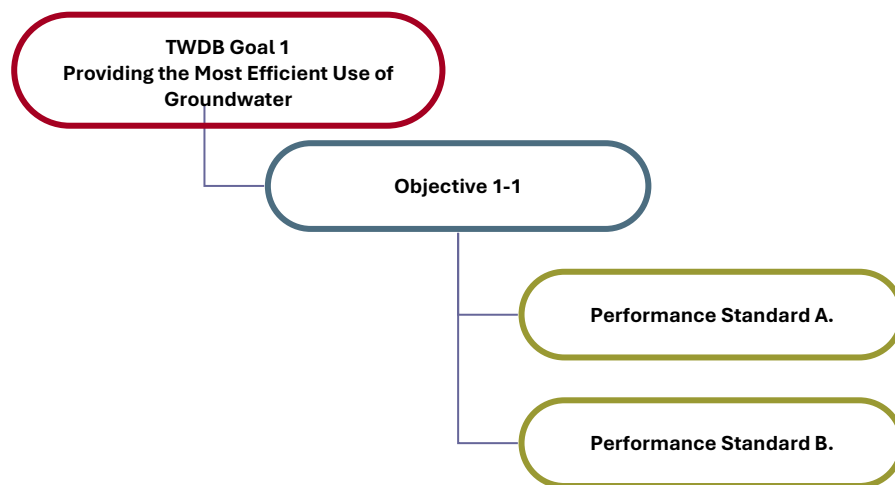 TWDB Goal 1
Providing the Most Efficient Use of
Groundwater
Objective 1-1
Performance Standard A.
Performance Standard B.